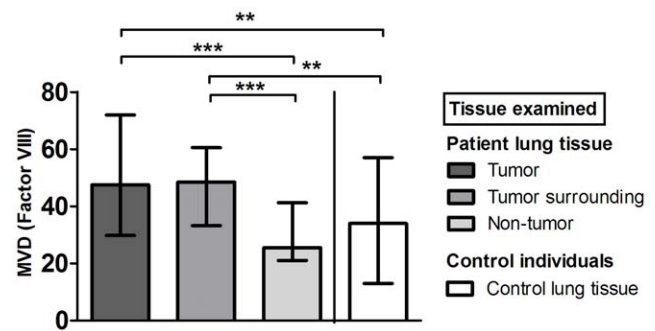 **
***
**
***
MVD (Factor VIII)
80
60
40
20
0
Tissue examined
Patient lung tissue
Tumor
Tumor surrounding
Non-tumor
Control individuals
Control lung tissue